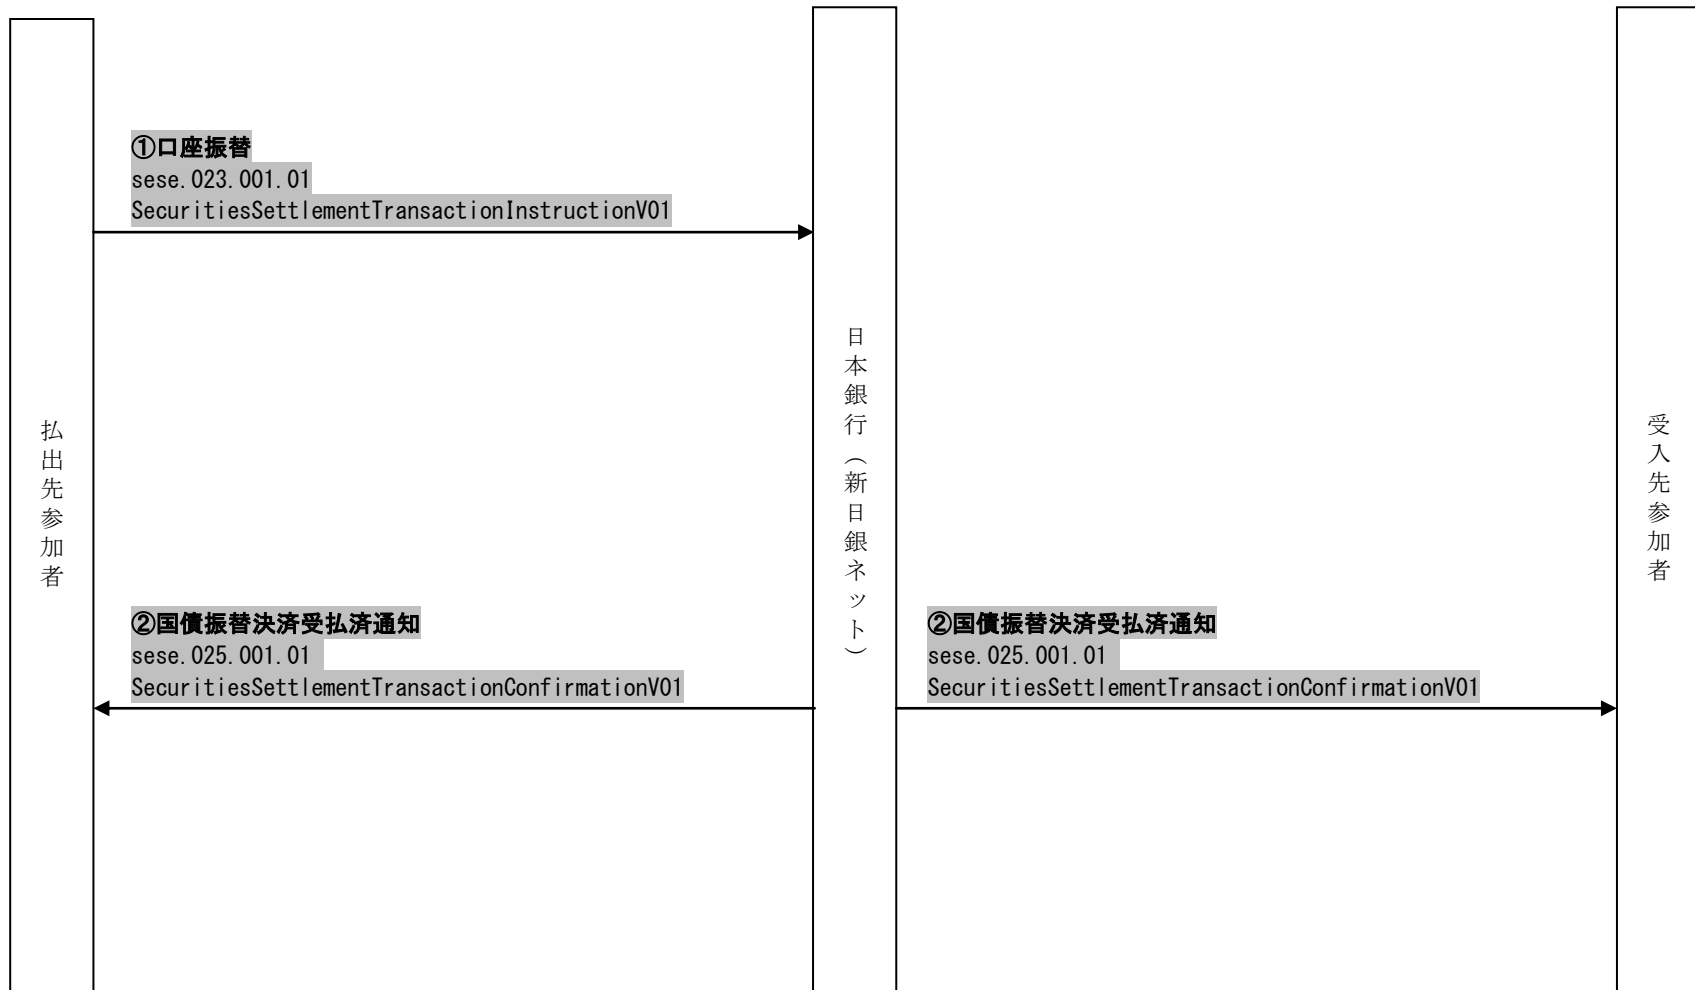 ①口座振替
sese.023.001.01
SecuritiesSettlementTransactionInstructionV01
払出先参加者
日本銀行（新日銀ネット）
受入先参加者
②国債振替決済受払済通知
sese.025.001.01
SecuritiesSettlementTransactionConfirmationV01
②国債振替決済受払済通知
sese.025.001.01
SecuritiesSettlementTransactionConfirmationV01